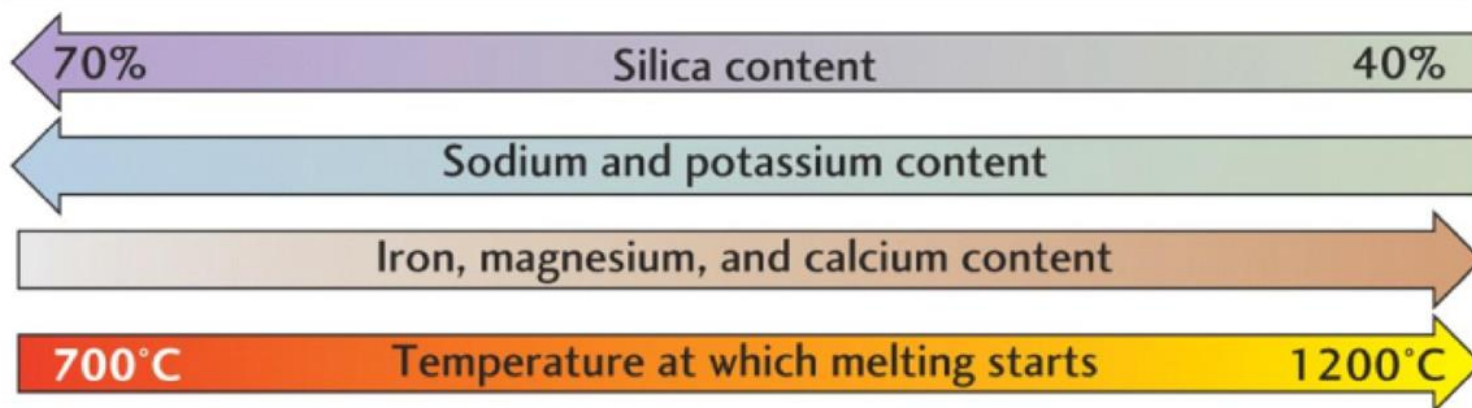 70% Silica content 40%
Sodium and potassium content
Iron, magnesium, and calcium content
700°C Temperature at which melting starts 1200°C